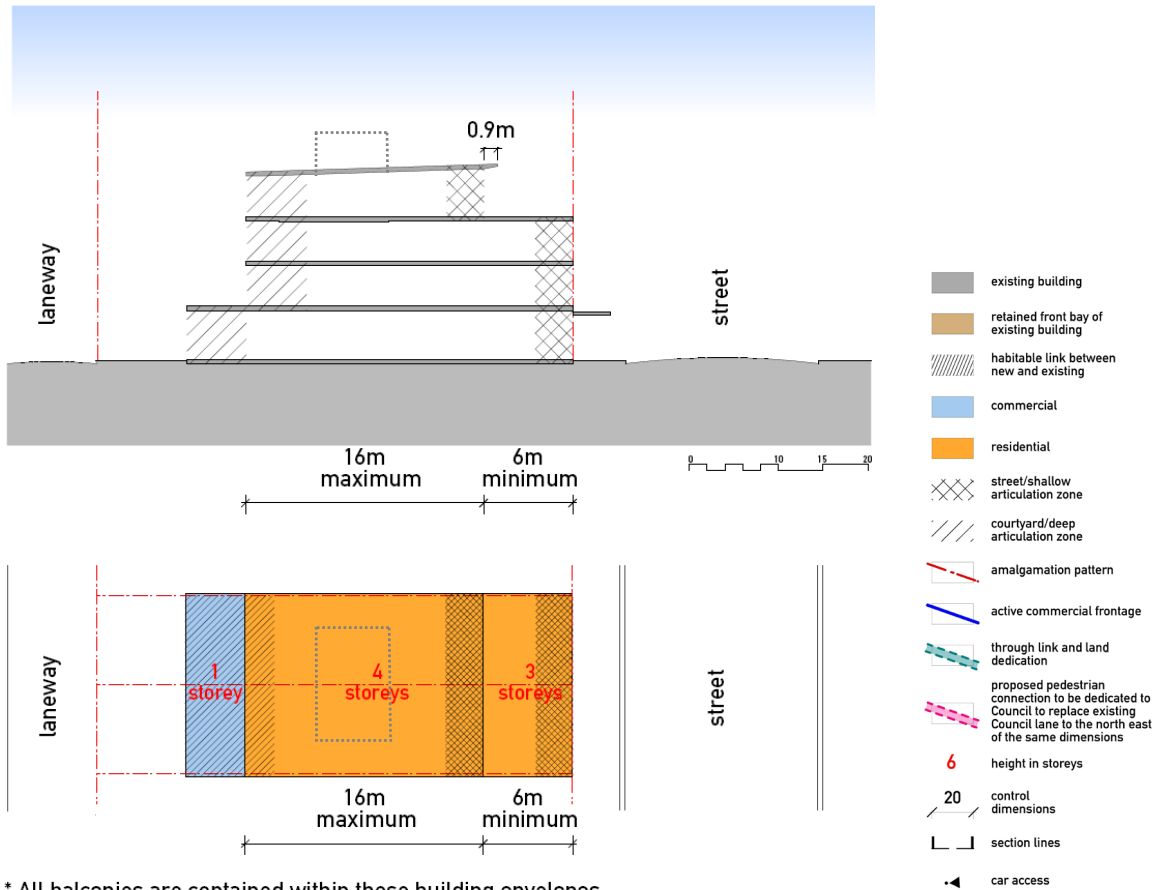 0.9m
laneway
street
16m
maximum
6m
minimum
0 10 15 20
laneway
1
storey
4
storeys
3
storeys
street
16m
maximum
6m
minimum
* All balconies are contained within these building envelopes
existing building
retained front bay of
existing building
habitable link between
new and existing
commercial
residential
street/shallow
articulation zone
courtyard/deep
articulation zone
amalgamation pattern
active commercial frontage
through link and land
dedication
proposed pedestrian
connection to be dedicated to
Council to replace existing
Council lane to the north east
of the same dimensions
6 height in storeys
20 control
dimensions
section lines
car access